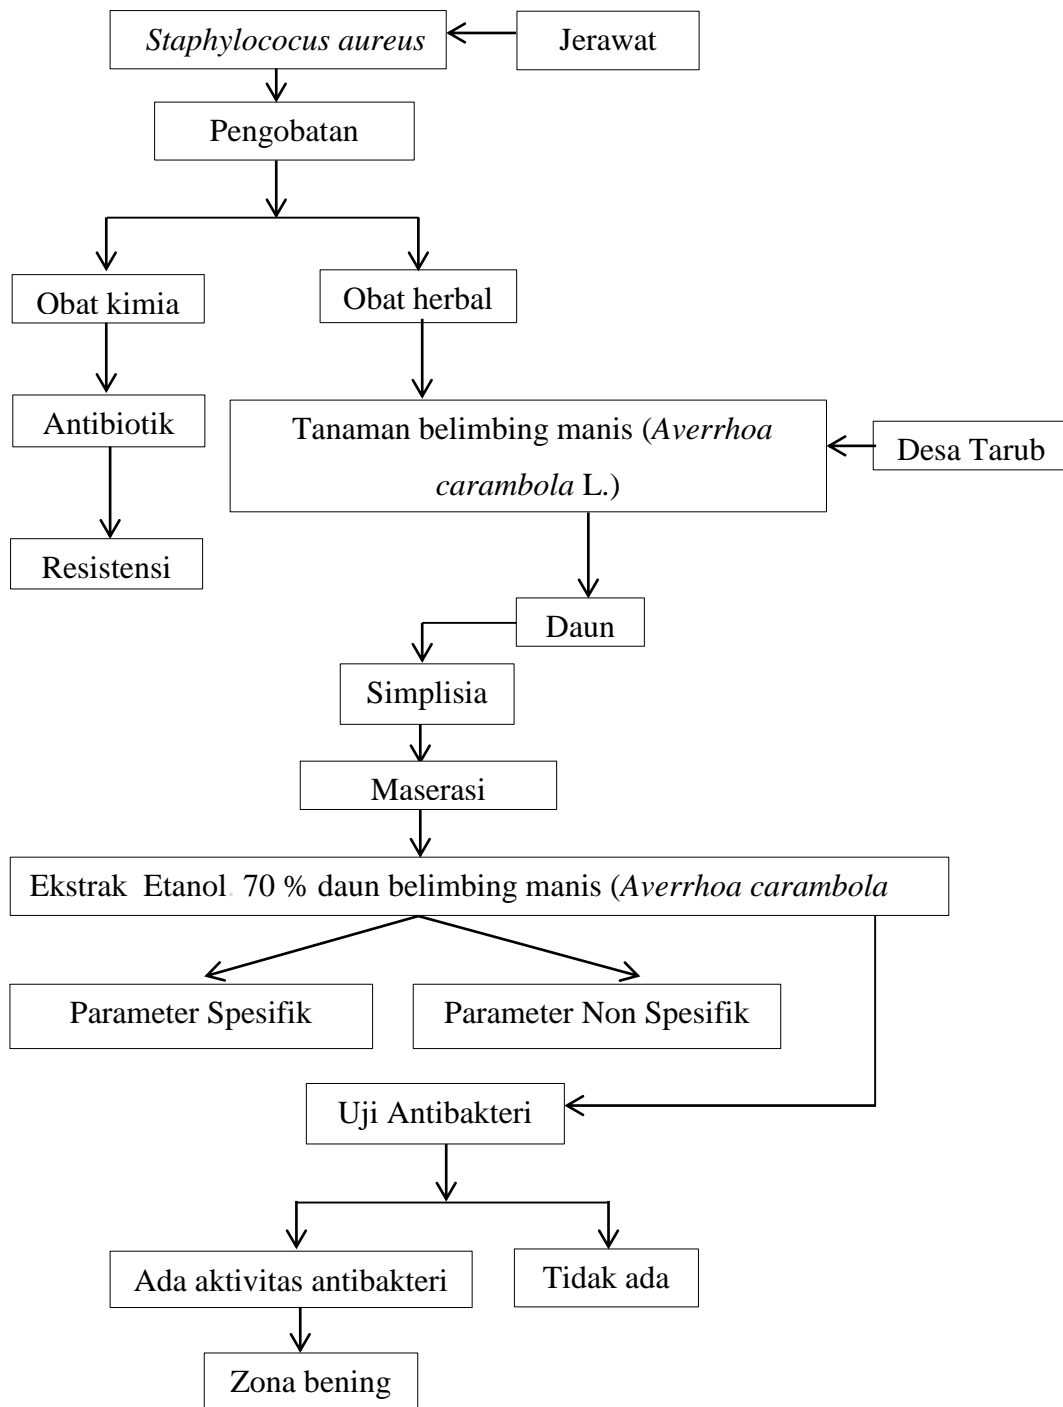 Staphylococus aureus
Jerawat
Pengobatan
Obat kimia
Obat herbal
Antibiotik
Tanaman belimbing manis (Averrhoa
carambola L.)
Desa Tarub
Resistensi
Daun
Simplisia
Maserasi
Ekstrak Etanol. 70 % daun belimbing manis (Averrhoa carambola
Parameter Spesifik
Parameter Non Spesifik
Uji Antibakteri
Ada aktivitas antibakteri
Tidak ada
Zona bening